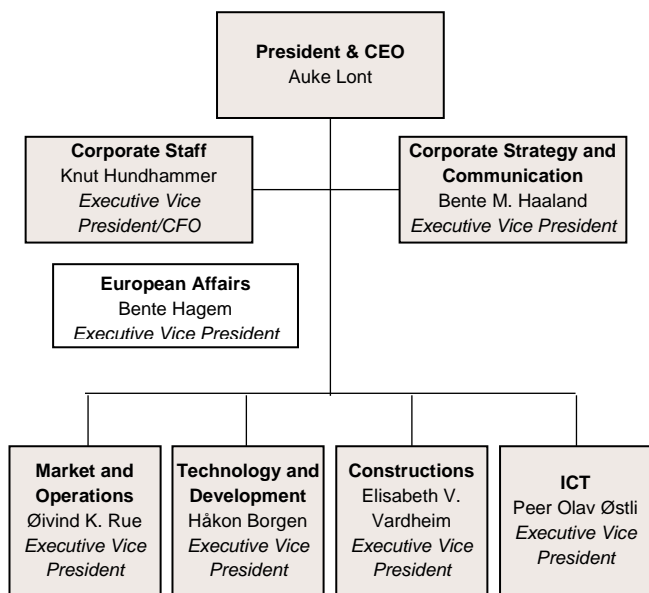 President & CEO
Auke Lont
Corporate Staff
Knut Hundhammer
Executive Vice
President/CFO
Corporate Strategy and
Communication
Bente M. Haaland
Executive Vice President
European Affairs
Bente Hagem
Executive Vice President
Market and
Operations
Øivind K. Rue
Executive Vice
President
Technology and
Development
Håkon Borgen
Executive Vice
President
Constructions
Elisabeth V.
Vardheim
Executive Vice
President
ICT
Peer Olav Østli
Executive Vice
President